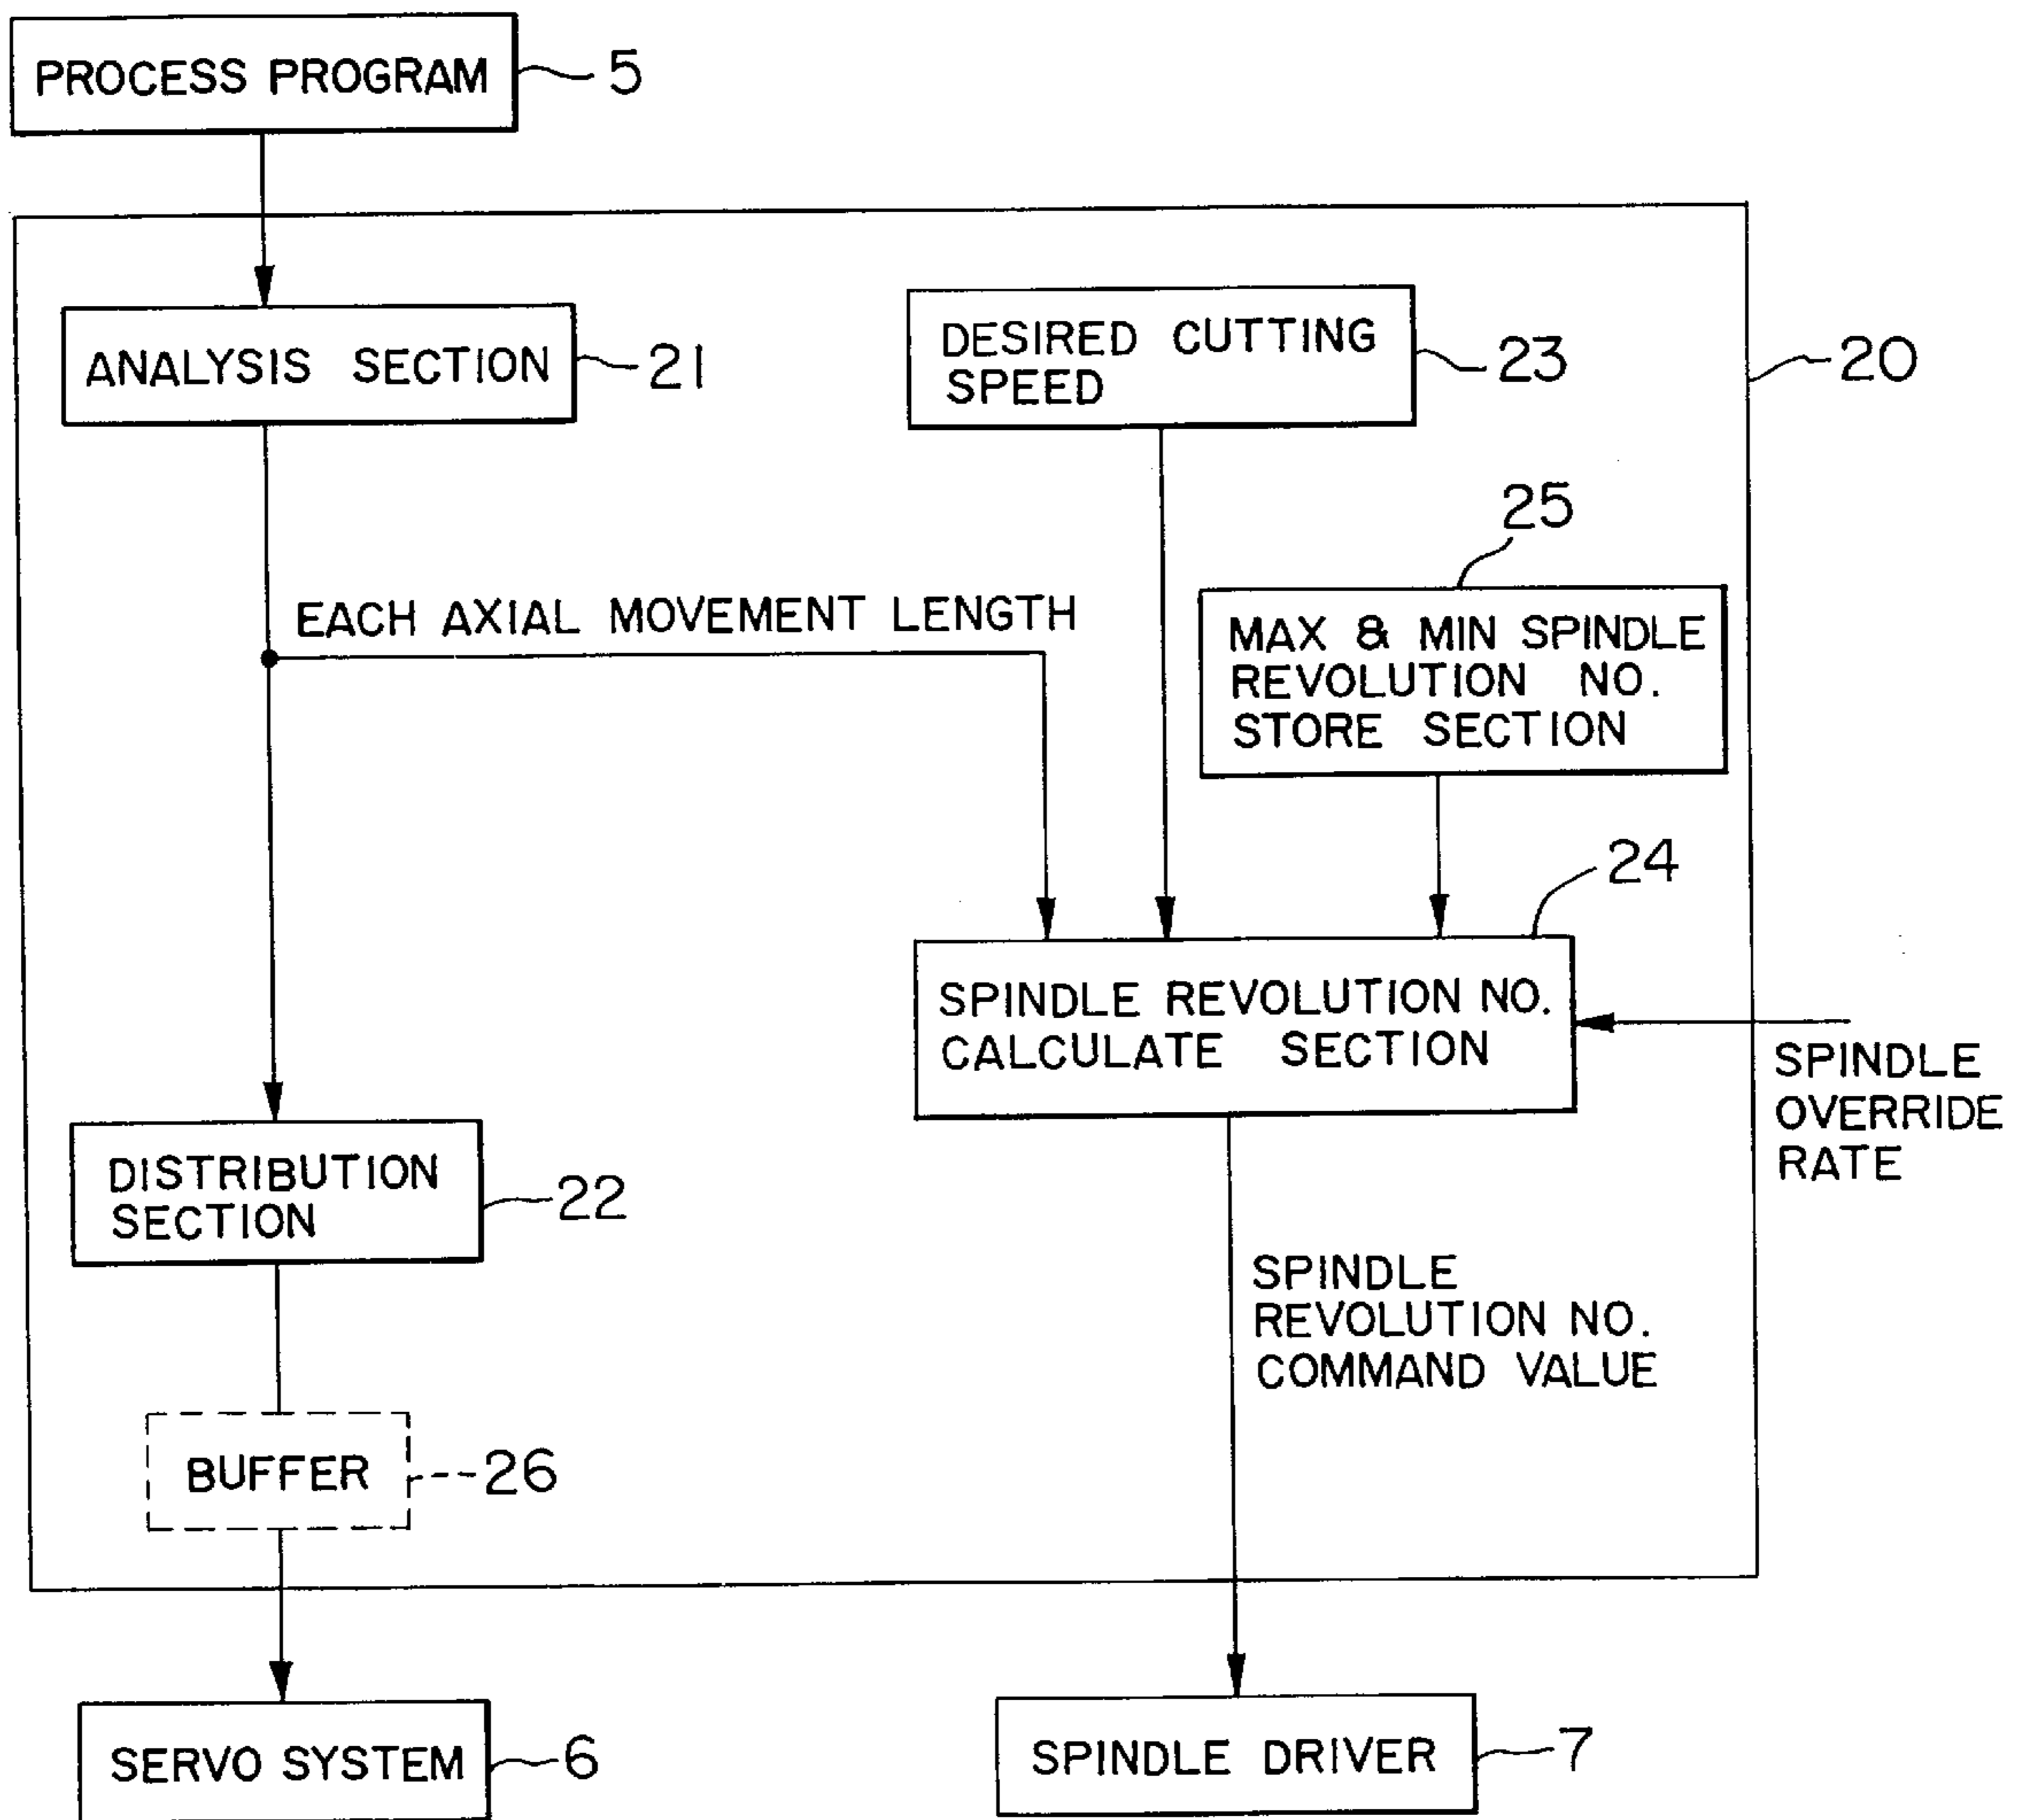 PROCESS PROGRAM
5
ANALYSIS SECTION
21
DESIRED CUTTING
SPEED
23
20
25
EACH AXIAL MOVEMENT LENGTH
MAX & MIN SPINDLE
REVOLUTION NO.
STORE SECTION
24
SPINDLE REVOLUTION NO.
CALCULATE SECTION
SPINDLE
OVERRIDE
RATE
DISTRIBUTION
SECTION
22
SPINDLE
REVOLUTION NO.
COMMAND VALUE
BUFFER
26
SERVO SYSTEM
6
SPINDLE DRIVER
7